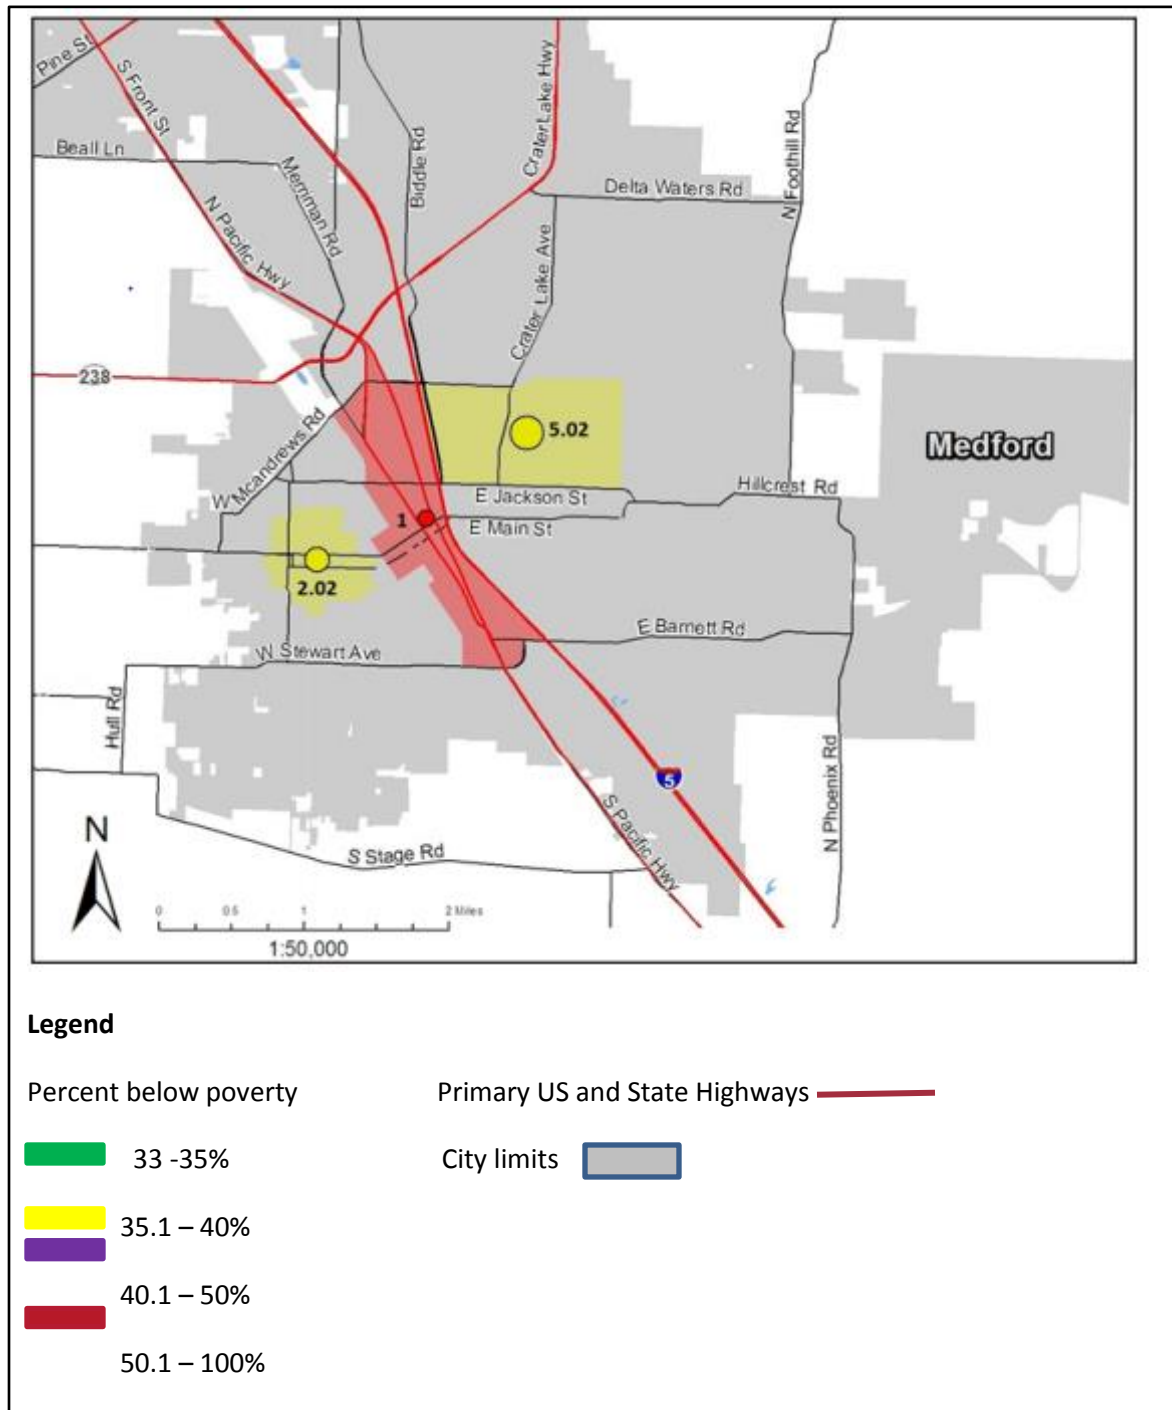 Pine St
S Front St
Crater Lake Hwy
Beall Ln
Merriman Rd
Biddle Rd
Delta Waters Rd
N Foothill Rd
N Pacific Hwy
Crater Lake Ave
238
5.02
Medford
W Mcandrews Rd
E Jackson St
Hillcrest Rd
1
E Main St
2.02
E Barnett Rd
W Stewart Ave
Hull Rd
5
N Phoenix Rd
S Pacific Hwy
N
S Stage Rd
0 0.5 1 2 Miles
1:50,000
Legend
Percent below poverty
Primary US and State Highways
33 -35%
City limits
35.1 – 40%
40.1 – 50%
50.1 – 100%